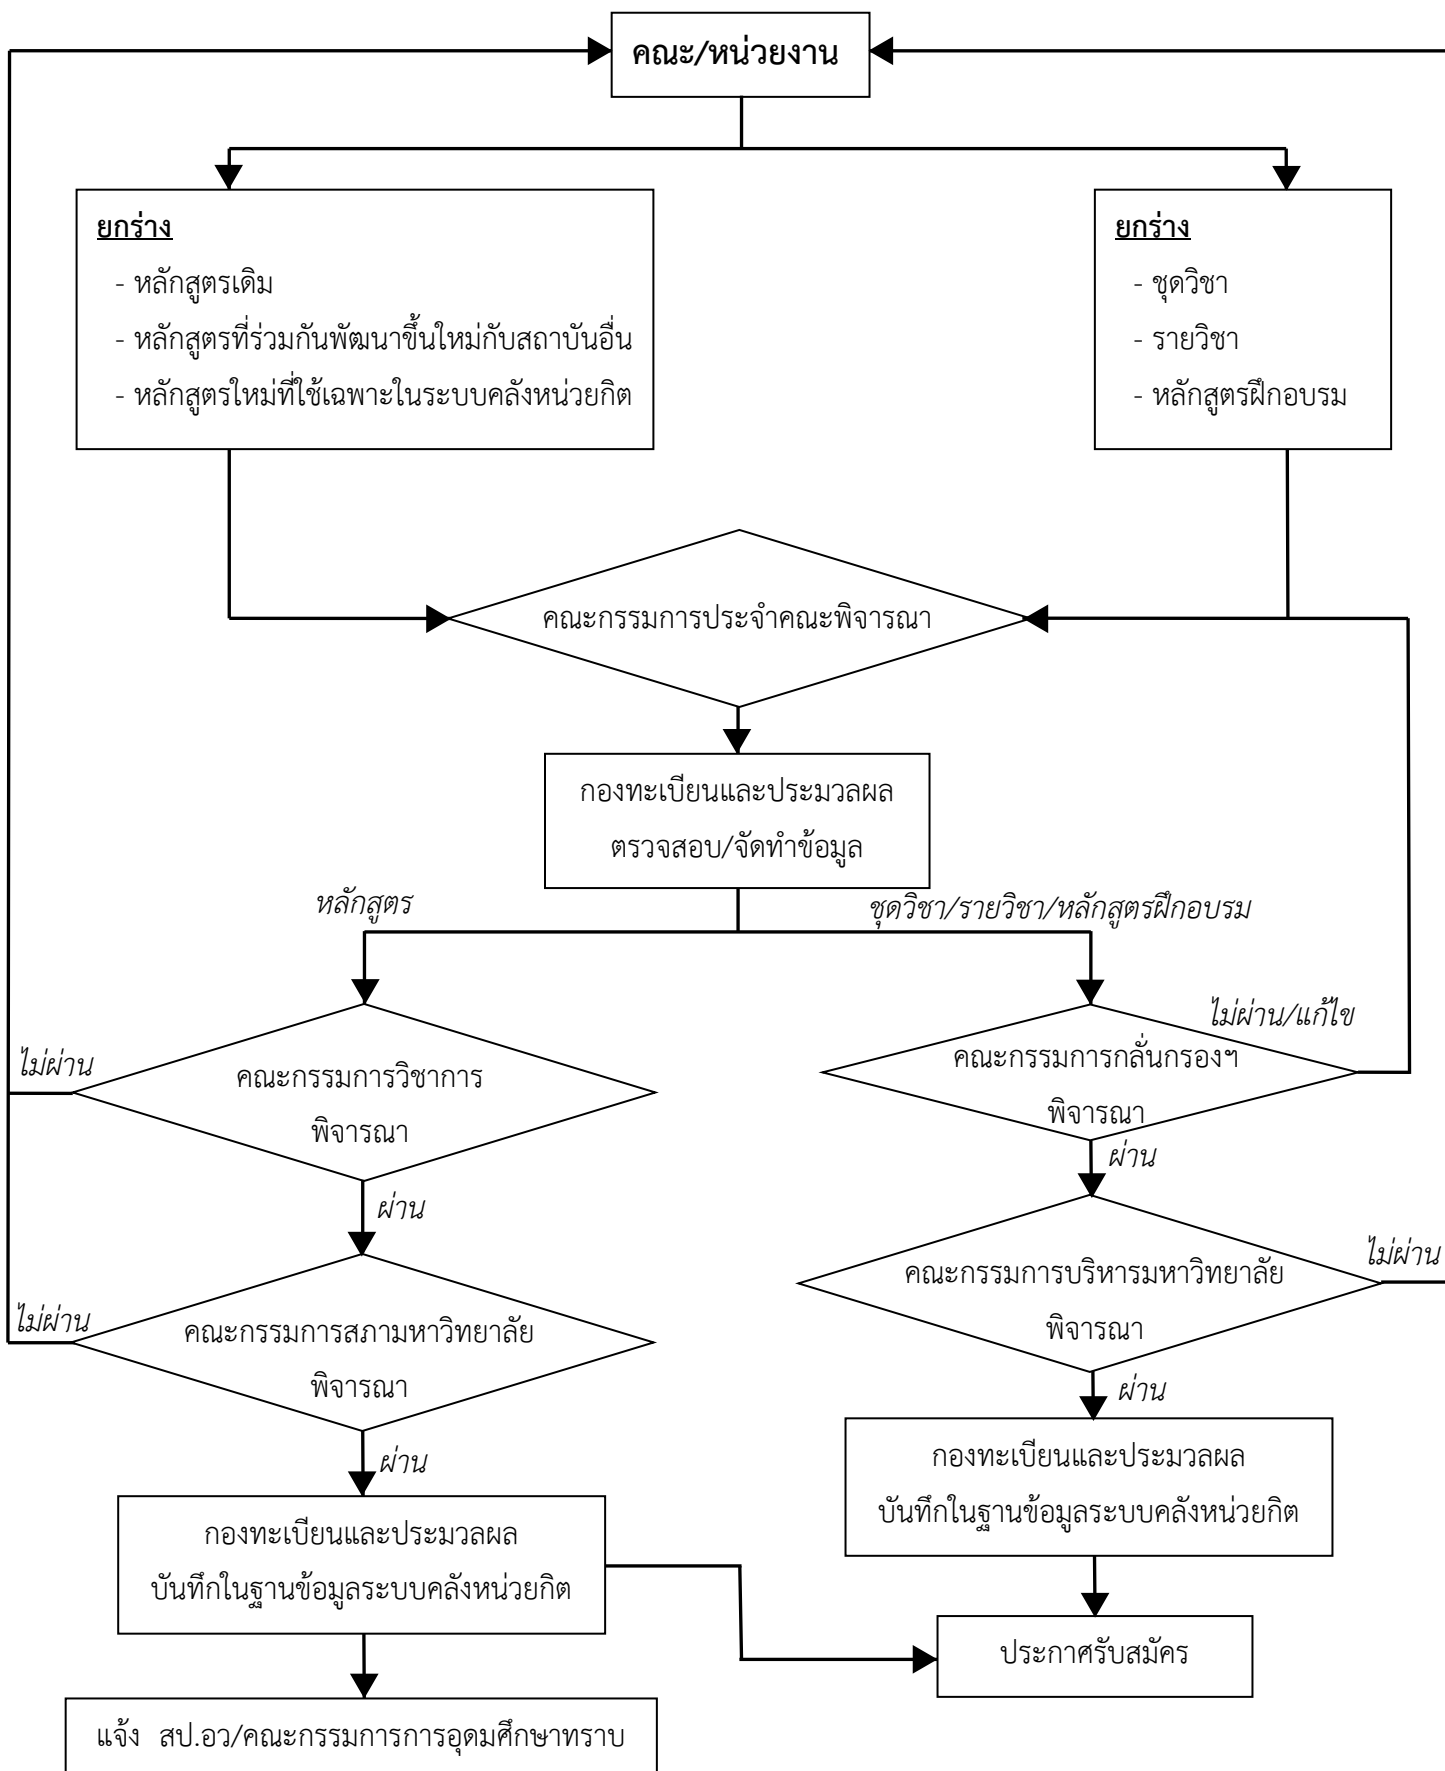 คณะ/หน่วยงาน
ยกร่าง
- หลักสูตรเดิม
- หลักสูตรที่ร่วมกันพัฒนาขึ้นใหม่กับสถาบันอื่น
- หลักสูตรใหม่ที่ใช้เฉพาะในระบบคลังหน่วยกิต
ยกร่าง
- ชุดวิชา
- รายวิชา
- หลักสูตรฝึกอบรม
คณะกรรมการประจำคณะพิจารณา
กองทะเบียนและประมวลผล
ตรวจสอบ/จัดทำข้อมูล
หลักสูตร
ชุดวิชา/รายวิชา/หลักสูตรฝึกอบรม
ไม่ผ่าน
คณะกรรมการวิชาการ
พิจารณา
ผ่าน
ไม่ผ่าน/แก้ไข
คณะกรรมการกลั่นกรองฯ
พิจารณา
ผ่าน
ไม่ผ่าน
คณะกรรมการสภามหาวิทยาลัย
พิจารณา
ผ่าน
คณะกรรมการบริหารมหาวิทยาลัย
พิจารณา
ไม่ผ่าน
ผ่าน
กองทะเบียนและประมวลผล
บันทึกในฐานข้อมูลระบบคลังหน่วยกิต
กองทะเบียนและประมวลผล
บันทึกในฐานข้อมูลระบบคลังหน่วยกิต
ประกาศรับสมัคร
แจ้ง สป.อว/คณะกรรมการการอุดมศึกษาทราบ